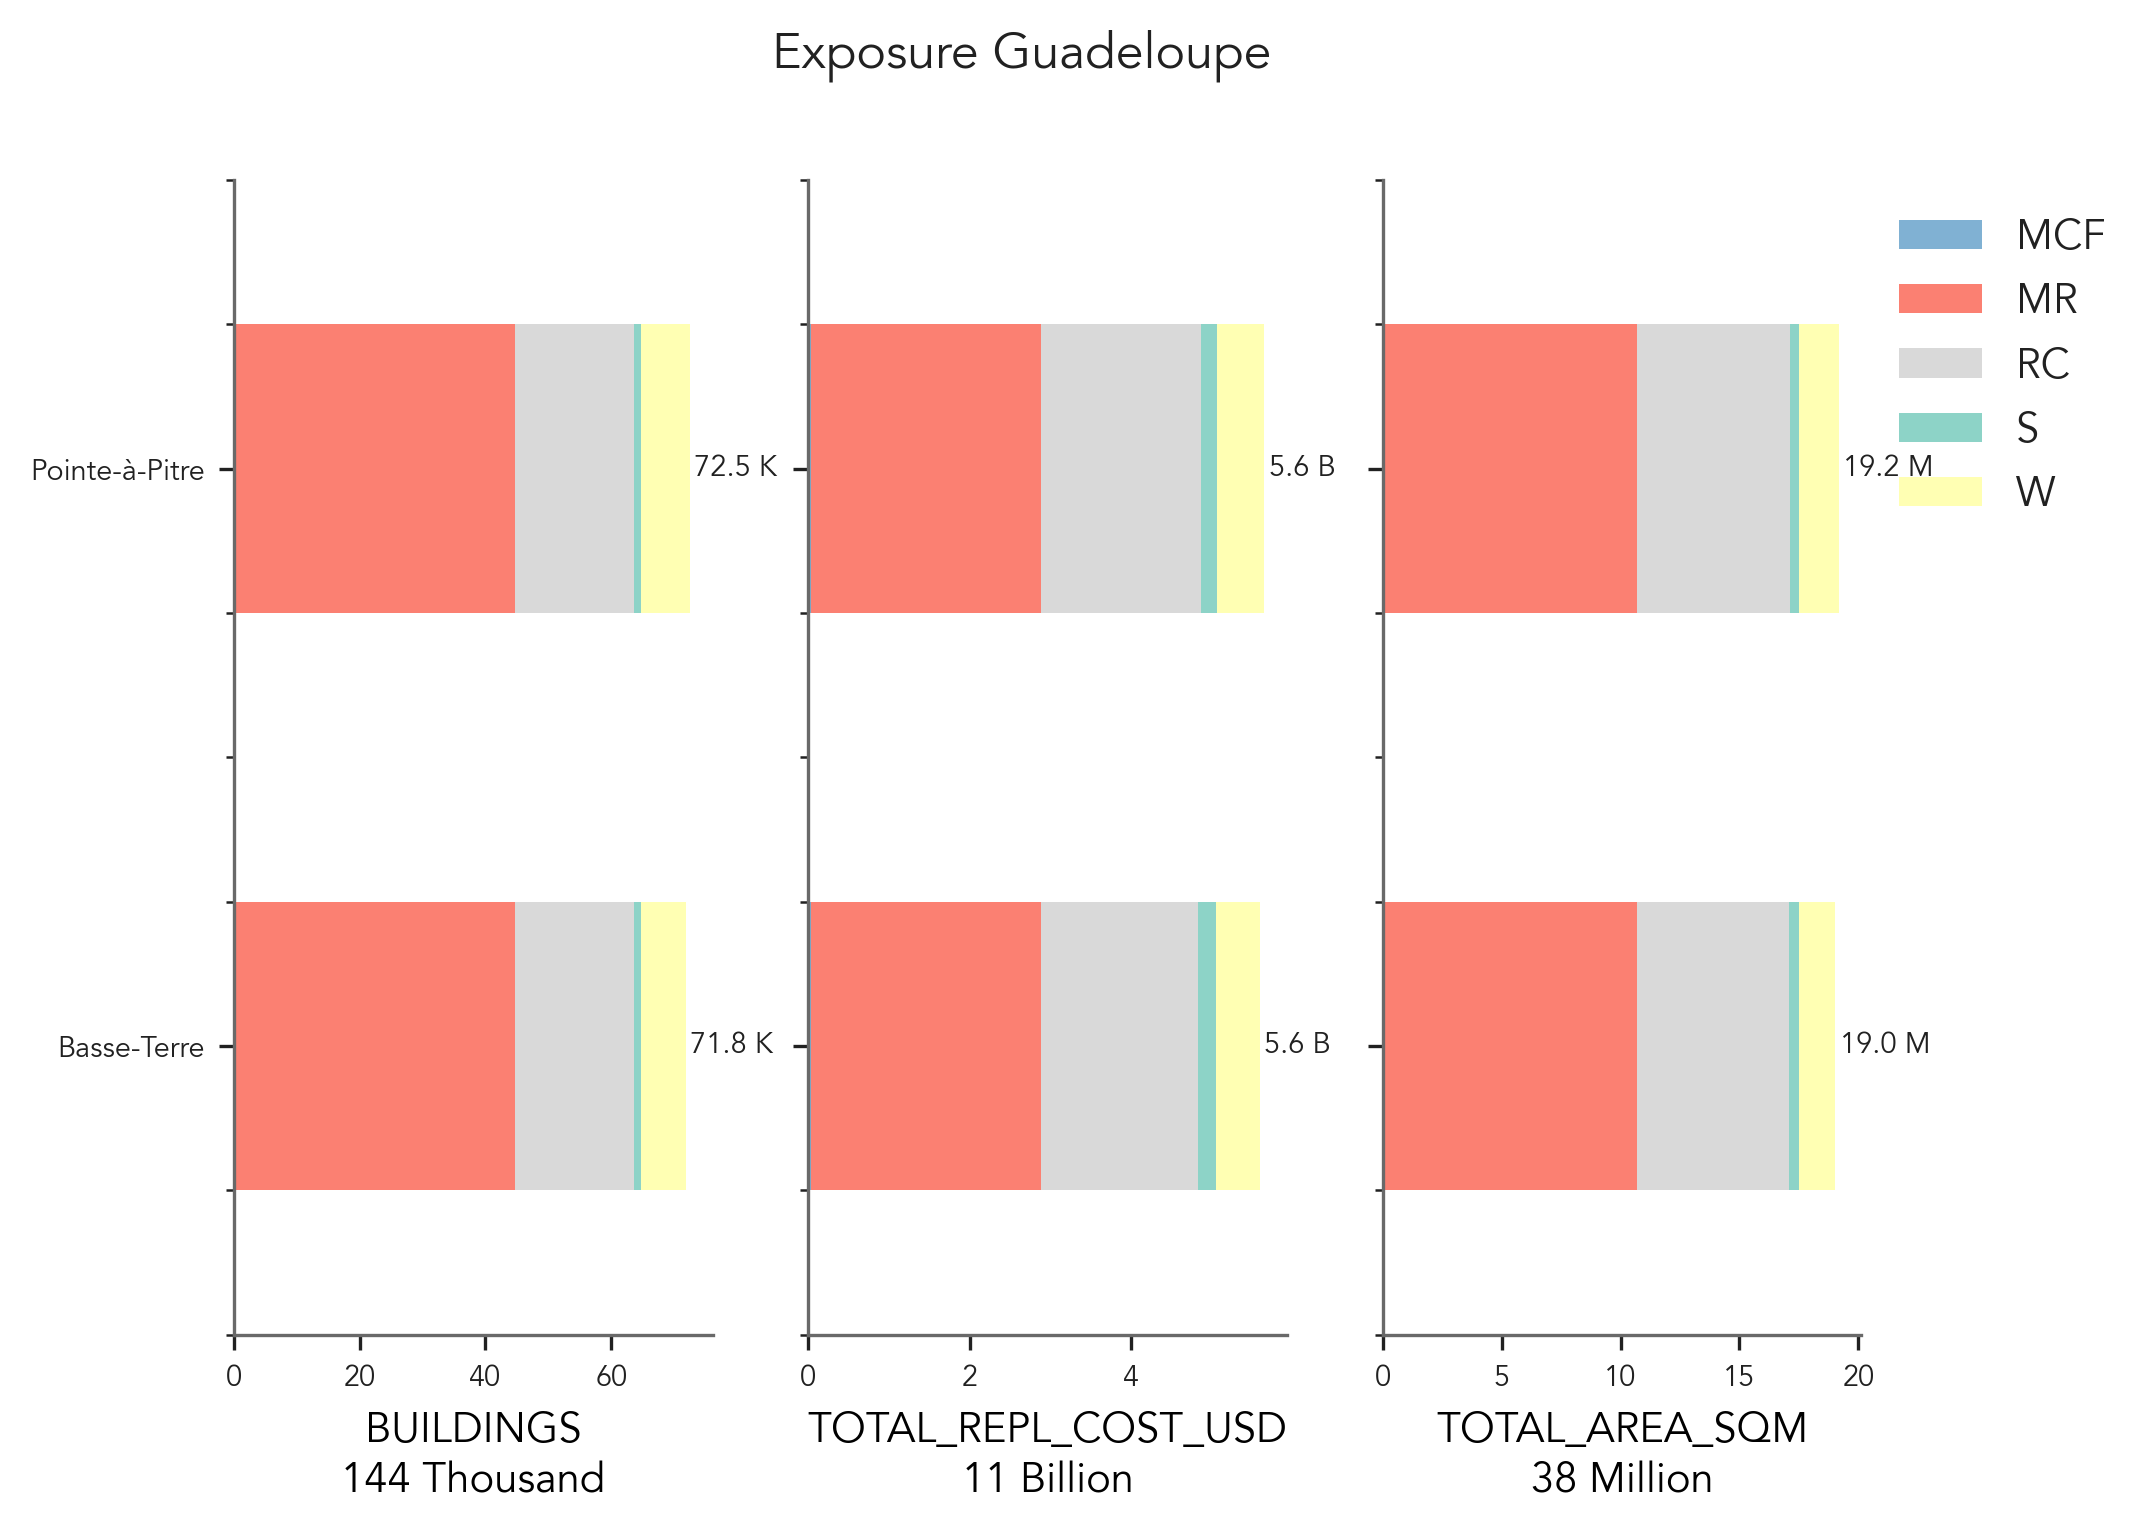 Exposure Guadeloupe
MCF
MR
RC
S
W
Pointe-à-Pitre
72.5 K
5.6 B
19.2 M
Basse-Terre
71.8 K
5.6 B
19.0 M
0 20 40 60
0 2 4
0 5 10 15 20
BUILDINGS
144 Thousand
TOTAL_REPL_COST_USD
11 Billion
TOTAL_AREA_SQM
38 Million